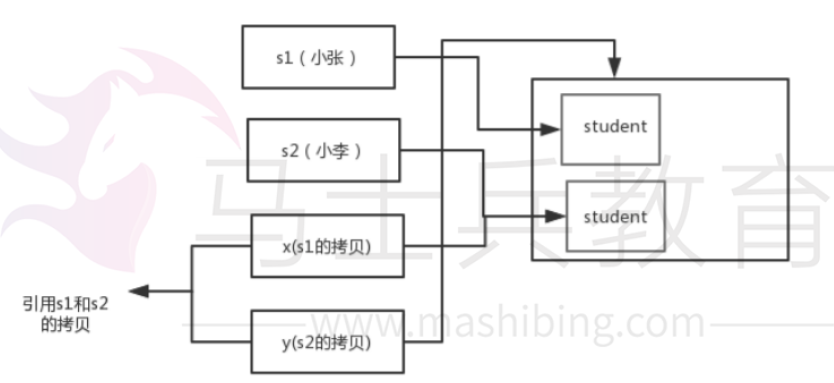 s1（小张）
student
s2（小李）
student
x(s1的拷贝)
引用s1和s2
的拷贝
y(s2的拷贝)
马士兵教育
www.mashibing.com